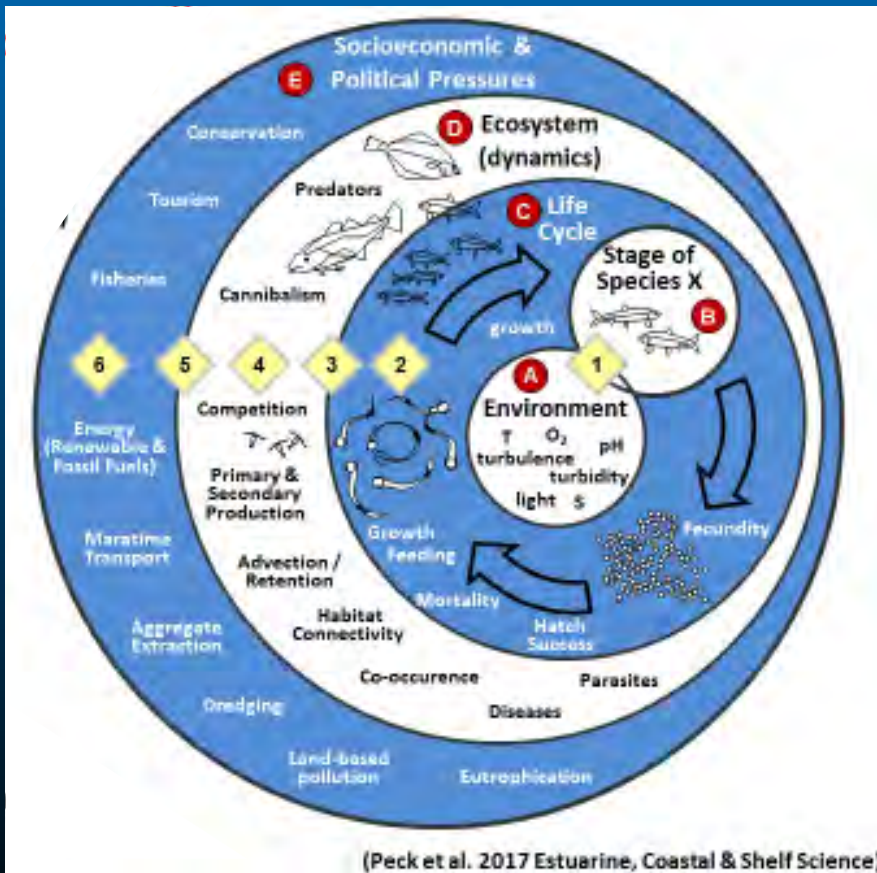 Socioeconomic &
E Political Pressures
Conservation
D Ecosystem
(dynamics)
Tourism
Predators
C Life
Cycle
Stage of
Species X
B
Fisheries
Cannibalism
growth
6 5 4 3 2 1
A
Environment
T O₂ pH
turbulence
turbidity
light S
Competition
Energy
(Renewable &
Fossil Fuels)
Primary &
Secondary
Production
Fecundity
Growth
Feeding
Maratime
Transport
Advection /
Retention
Mortality
Habitat
Connectivity
Hatch
Success
Aggregate
Extraction
Co-occurence
Parasites
Diseases
Dredging
Land-based
pollution
Eutrophication
(Peck et al. 2017 Estuarine, Coastal & Shelf Science)